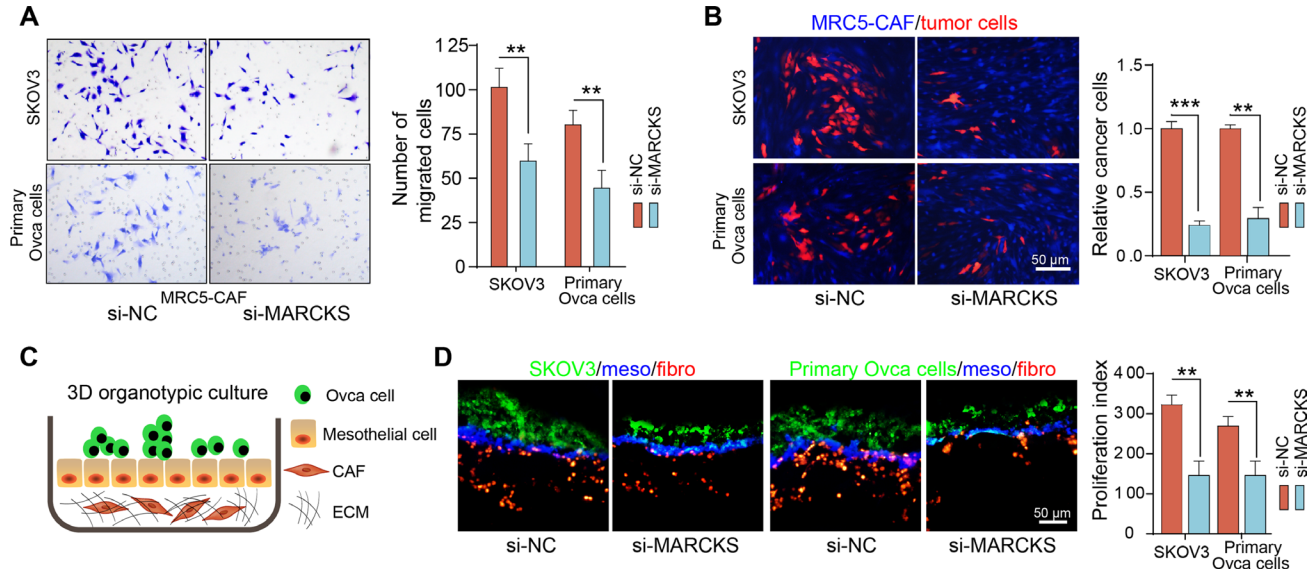 A
SKOV3
Primary
Ovca cells
MRC5-CAF
si-NC
si-MARCKS
Number of
migrated cells
125
100
75
50
25
0
**
**
SKOV3
Primary
Ovca cells
si-NC
si-MARCKS
B
MRC5-CAF/tumor cells
SKOV3
Primary
Ovca cells
50 µm
si-NC
si-MARCKS
Relative cancer cells
1.5
1.0
0.5
0.0
***
**
SKOV3
Primary
Ovca cells
si-NC
si-MARCKS
C
3D organotypic culture
Ovca cell
Mesothelial cell
CAF
ECM
D
SKOV3/meso/fibro
Primary Ovca cells/meso/fibro
50 µm
si-NC
si-MARCKS
si-NC
si-MARCKS
Proliferation index
4 00
300
200
1 00
0
**
**
SKOV3
Primary
Ovca cells
si-NC
si-MARCKS